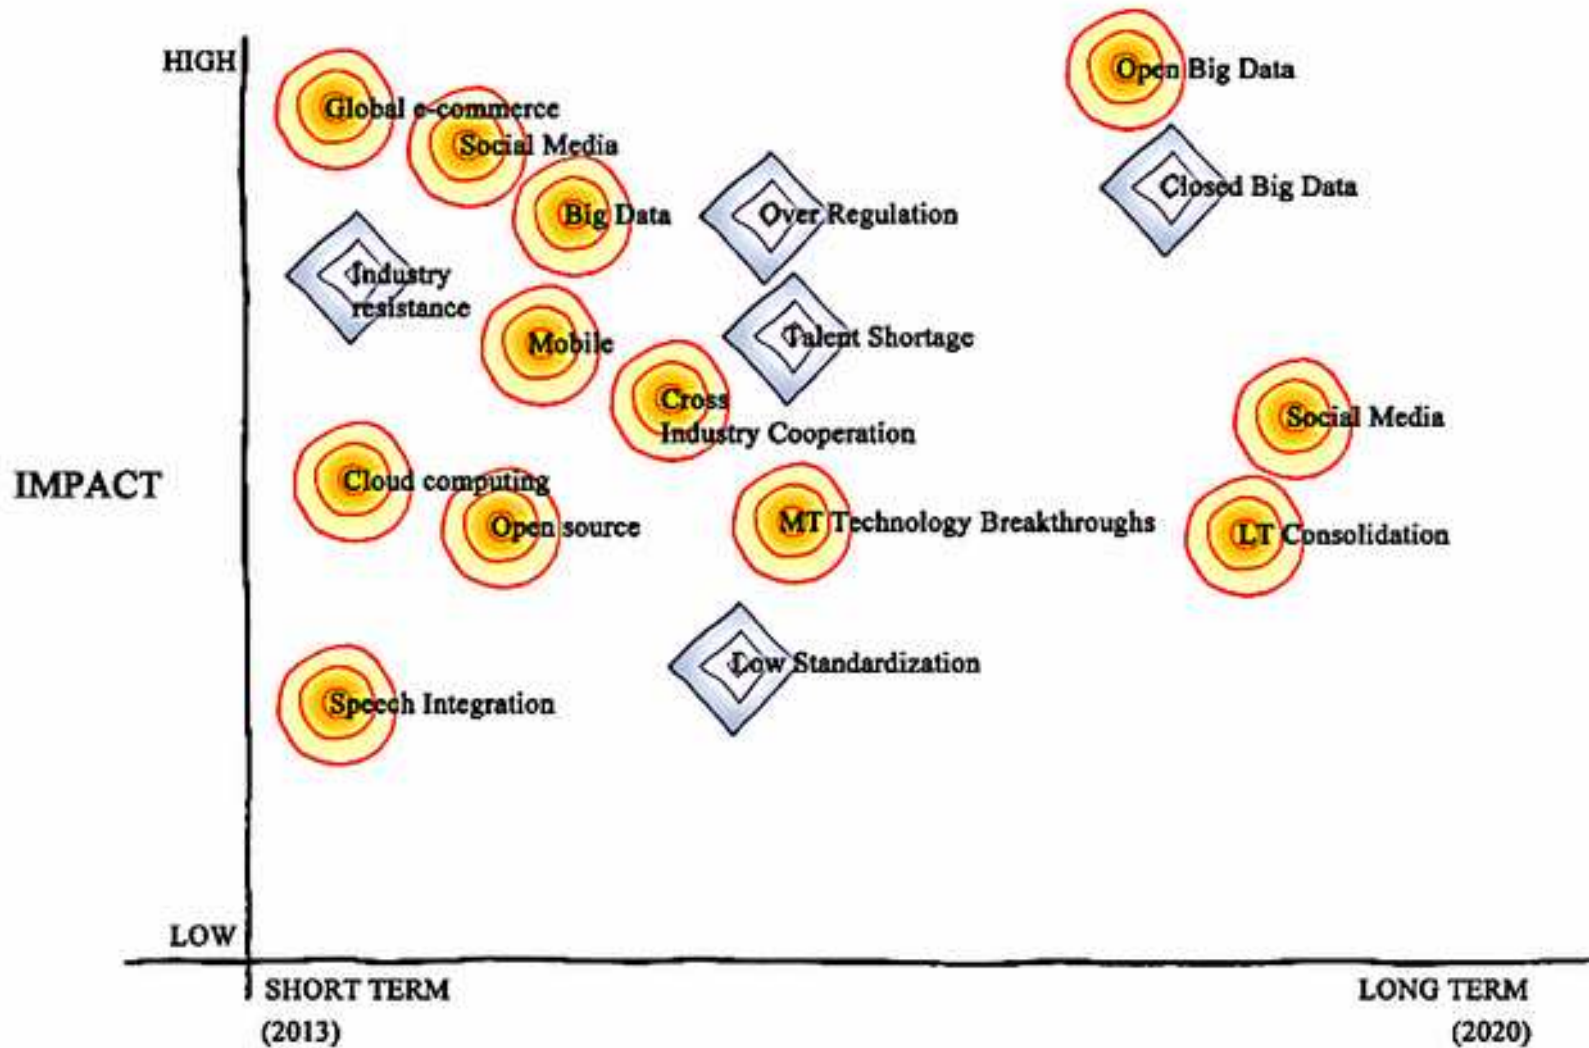 HIGH
Open Big Data
Global e-commerce
Social Media
Closed Big Data
Big Data
Over Regulation
Industry
resistance
Talent Shortage
Mobile
Cross
Industry Cooperation
Social Media
IMPACT
Cloud computing
Open source
MT Technology Breakthroughs
LT Consolidation
Low Standardization
Speech Integration
LOW
SHORT TERM
(2013)
LONG TERM
(2020)